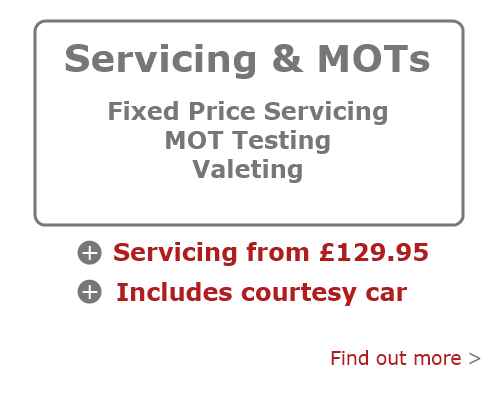 Servicing & MOTs
Fixed Price Servicing
MOT Testing
Valeting
Servicing from £129.95
Includes courtesy car
Find out more >